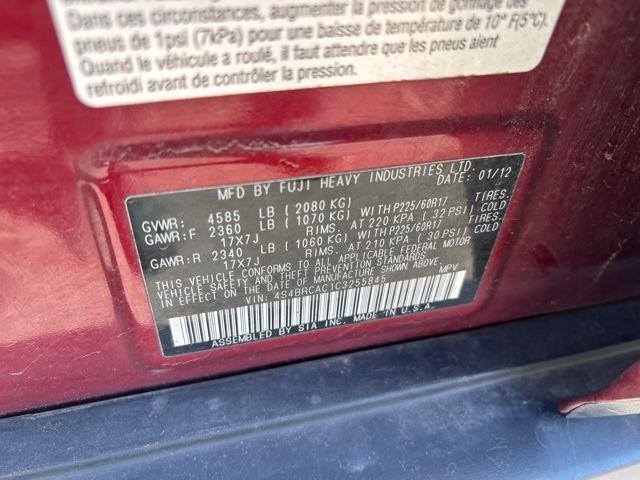 Dans ces circonstances, augmenter la pression de gonflage des
pneus de 1psi (7kPa) pour une baisse de température de 10° F(5°C).
Quand le véhicule a roulé, il faut attendre que les pneus aient
refroidi avant de contrôler la pression.
MFD BY FUJI HEAVY INDUSTRIES LTD.
DATE: 01/12
GVWR: 4585 LB ( 2080 KG)
GAWR:F 2360 LB ( 1070 KG) WITH P225/60R17 TIRES.
17X7J RIMS. AT 220 KPA ( 32 PSI) COLD
GAWR:R 2340 LB ( 1060 KG) WITH P225/60R17 TIRES.
17X7J RIMS. AT 210 KPA ( 30 PSI) COLD
THIS VEHICLE CONFORMS TO ALL APPLICABLE FEDERAL MOTOR
VEHICLE SAFETY AND THEFT PREVENTION STANDARDS
IN EFFECT ON THE DATE OF MANUFACTURE SHOWN ABOVE.
VIN: 4S4BRCAC1C3255845 MPV
ASSEMBLED BY SIA INC. MADE IN U.S.A.